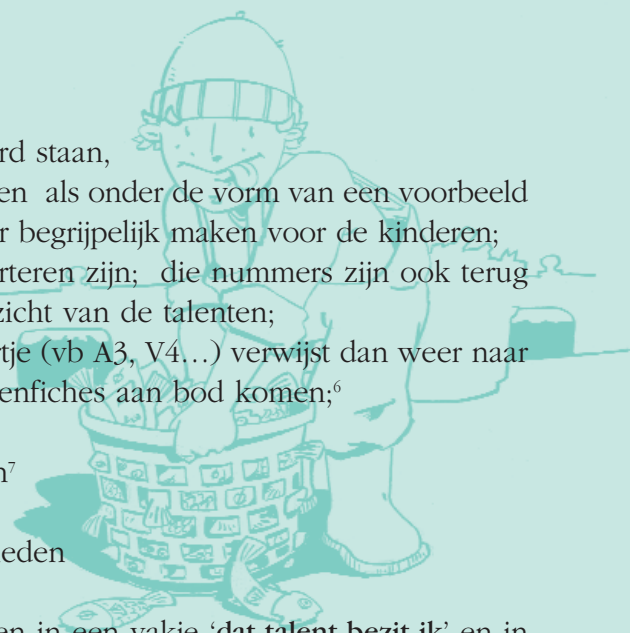 rd staan,
en als onder de vorm van een voorbeeld
r begrijpelijk maken voor de kinderen;
rteren zijn; die nummers zijn ook terug
zicht van de talenten;
rtje (vb A3, V4…) verwijst dan weer naar
enfiches aan bod komen;⁶
n⁷
eden
en in een vakje ‘dat talent bezit ik’ en in